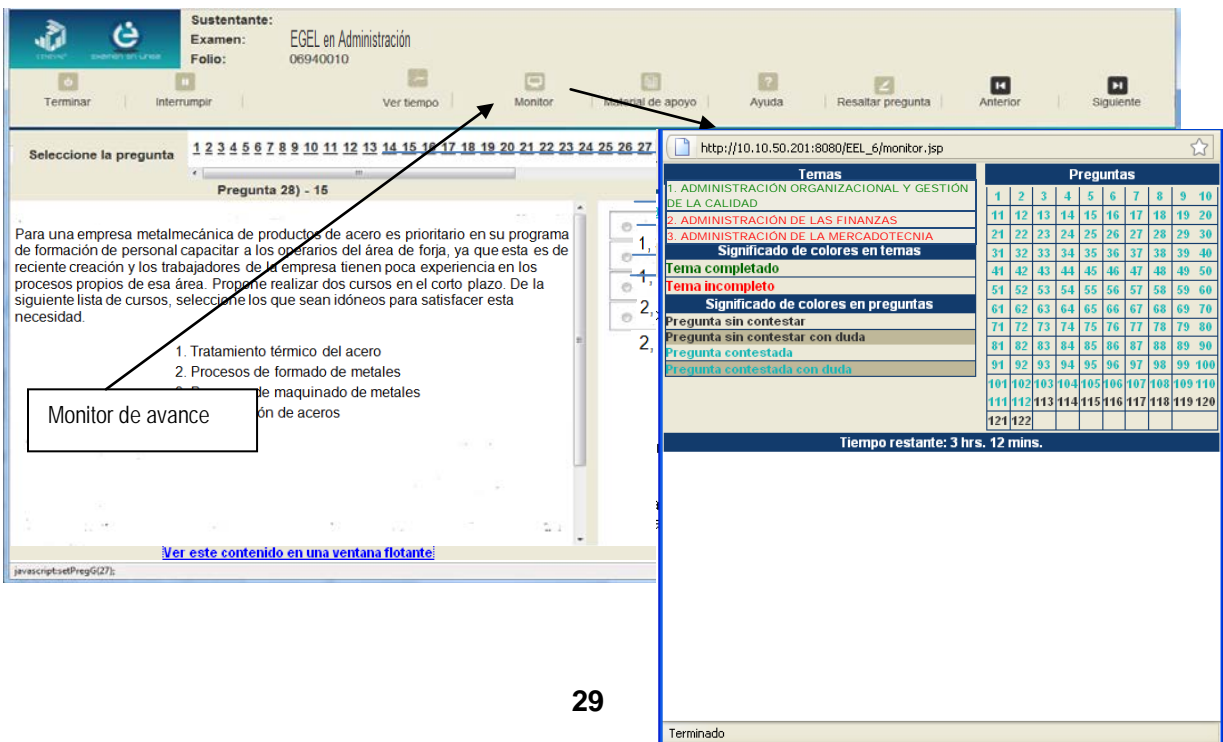 Sustentante:
Examen: EGEL en Administración
Folio: 06940010
Terminar Interrumpir Ver tiempo Monitor Material de apoyo Ayuda Resaltar pregunta Anterior Siguiente
Seleccione la pregunta 1 2 3 4 5 6 7 8 9 10 11 12 13 14 15 16 17 18 19 20 21 22 23 24 25 26 27
Pregunta 28) - 15
Para una empresa metalmecánica de productos de acero es prioritario en su programa
de formación de personal capacitar a los operarios del área de forja, ya que esta es de
reciente creación y los trabajadores de la empresa tienen poca experiencia en los
procesos propios de esa área. Propone realizar dos cursos en el corto plazo. De la
siguiente lista de cursos, seleccione los que sean idóneos para satisfacer esta
necesidad.
1. Tratamiento térmico del acero
2. Procesos de formado de metales
de maquinado de metales
ón de aceros
1,
1,
2,
2,
Monitor de avance
Ver este contenido en una ventana flotante
javascript:setPregG(27);
http://10.10.50.201:8080/EEL_6/monitor.jsp
Temas
1. ADMINISTRACIÓN ORGANIZACIONAL Y GESTIÓN
DE LA CALIDAD
2. ADMINISTRACIÓN DE LAS FINANZAS
3. ADMINISTRACIÓN DE LA MERCADOTECNIA
Significado de colores en temas
Tema completado
Tema incompleto
Significado de colores en preguntas
Pregunta sin contestar
Pregunta sin contestar con duda
Pregunta contestada
Pregunta contestada con duda
Preguntas
1 2 3 4 5 6 7 8 9 10
11 12 13 14 15 16 17 18 19 20
21 22 23 24 25 26 27 28 29 30
31 32 33 34 35 36 37 38 39 40
41 42 43 44 45 46 47 48 49 50
51 52 53 54 55 56 57 58 59 60
61 62 63 64 65 66 67 68 69 70
71 72 73 74 75 76 77 78 79 80
81 82 83 84 85 86 87 88 89 90
91 92 93 94 95 96 97 98 99 100
101 102 103 104 105 106 107 108 109 110
111 112 113 114 115 116 117 118 119 120
121 122
Tiempo restante: 3 hrs. 12 mins.
Terminado
29